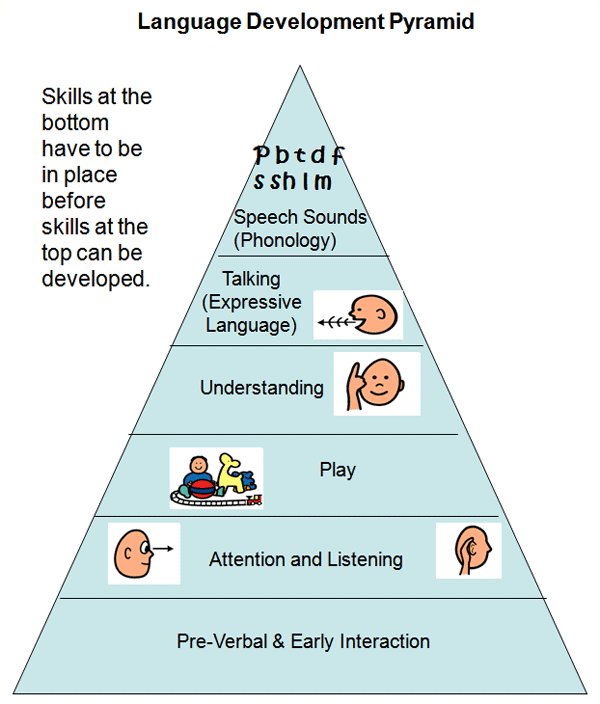 Language Development Pyramid
Skills at the
bottom
have to be
in place
before
skills at the
top can be
developed.
P b t d f
s sh l m
Speech Sounds
(Phonology)
Talking
(Expressive
Language)
Understanding
Play
Attention and Listening
Pre-Verbal & Early Interaction